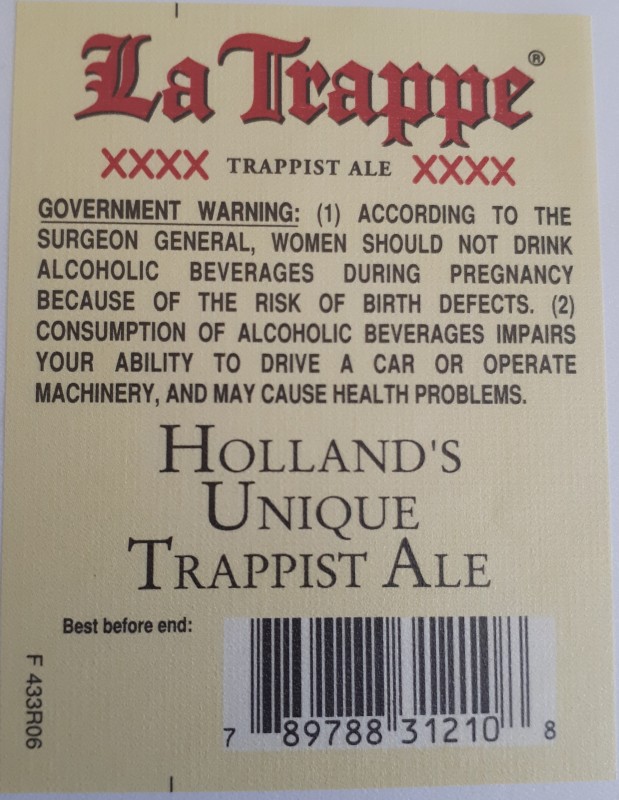 La Trappe®
XXXX TRAPPIST ALE XXXX
GOVERNMENT WARNING: (1) ACCORDING TO THE
SURGEON GENERAL, WOMEN SHOULD NOT DRINK
ALCOHOLIC BEVERAGES DURING PREGNANCY
BECAUSE OF THE RISK OF BIRTH DEFECTS. (2)
CONSUMPTION OF ALCOHOLIC BEVERAGES IMPAIRS
YOUR ABILITY TO DRIVE A CAR OR OPERATE
MACHINERY, AND MAY CAUSE HEALTH PROBLEMS.
HOLLAND'S
UNIQUE
TRAPPIST ALE
Best before end:
F 433R06
7 89788 31210 8